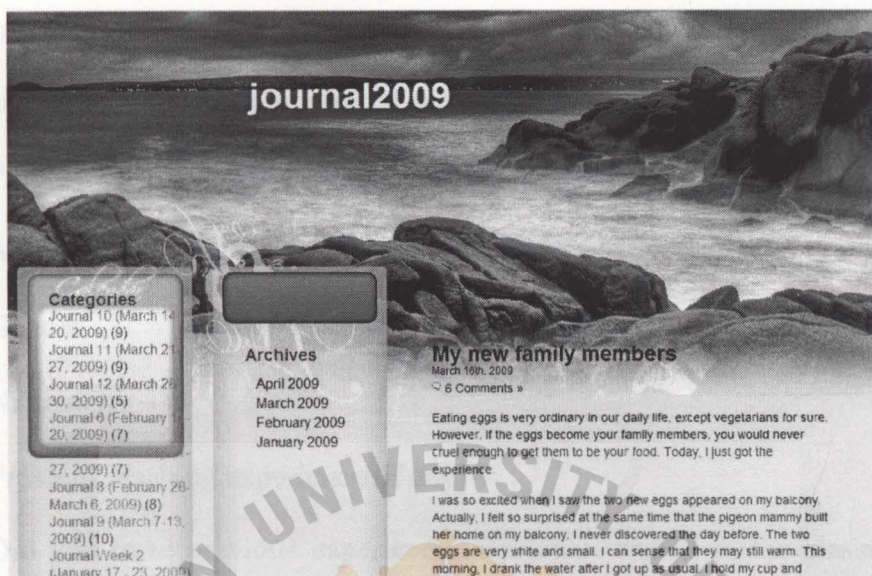 journal2009
Categories
Journal 10 (March 14
20, 2009) (9)
Journal 11 (March 21
27, 2009) (9)
Journal 12 (March 28
30, 2009) (5)
Journal 6 (February
20, 2009) (7)
27, 2009) (7)
Journal 8 (February 28-
March 6, 2009) (8)
Journal 9 (March 7-13,
2009) (10)
Journal Week 2
(January 17 - 23, 2009)
Archives
April 2009
March 2009
February 2009
January 2009
My new family members
March 16th, 2009
6 Comments »
Eating eggs is very ordinary in our daily life, except vegetarians for sure.
However, if the eggs become your family members, you would never
cruel enough to get them to be your food. Today, I just got the
experience.
I was so excited when I saw the two new eggs appeared on my balcony.
Actually, I felt so surprised at the same time that the pigeon mammy built
her home on my balcony. I never discovered the day before. The two
eggs are very white and small. I can sense that they may still warm. This
morning, I drank the water after I got up as usual. I hold my cup and
UNIVERSITY